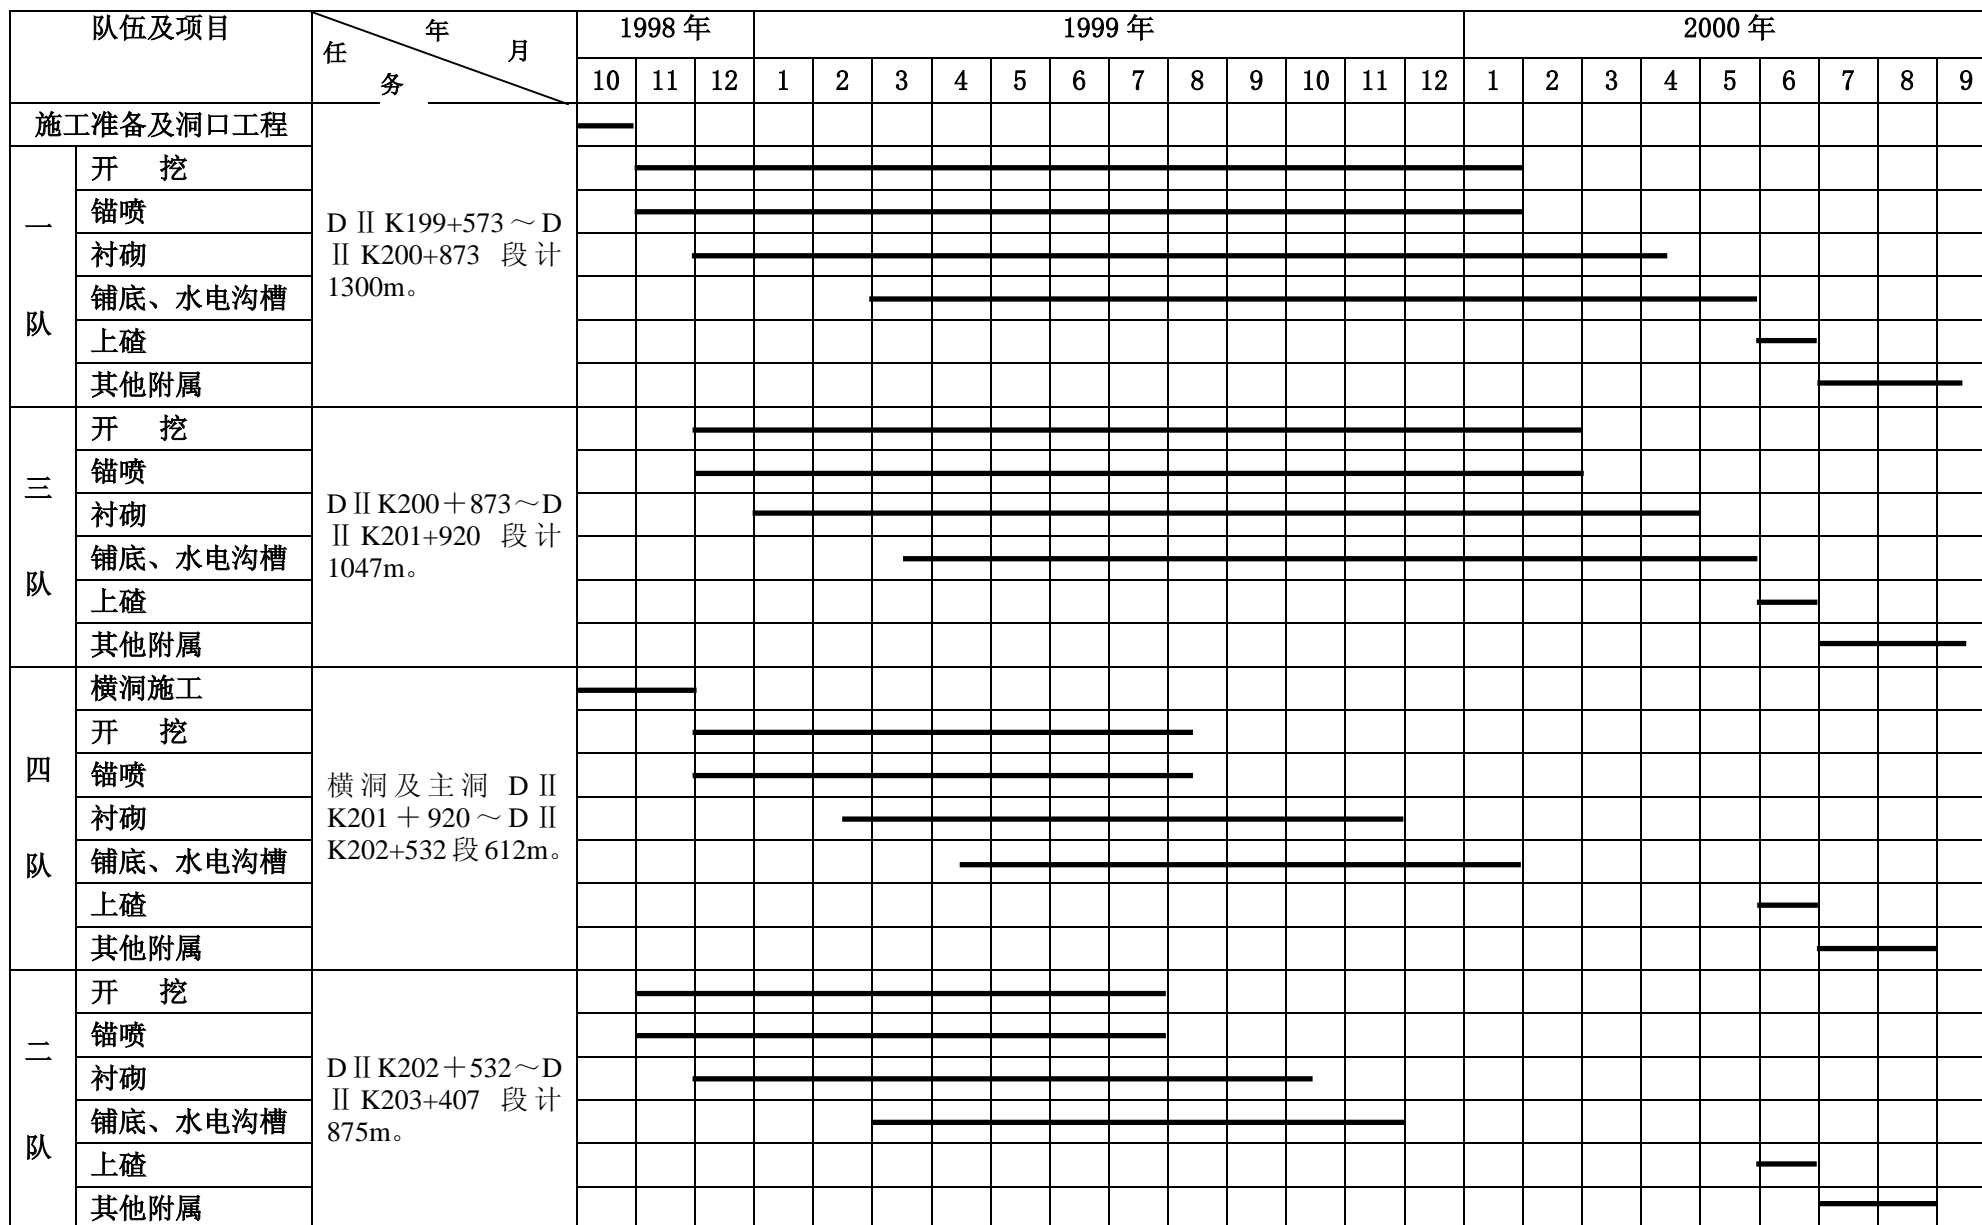 队伍及项目
年
月
任
务
1998 年
1999 年
2000 年
10 11 12 1 2 3 4 5 6 7 8 9 10 11 12 1 2 3 4 5 6 7 8 9
施工准备及洞口工程
一
队
开 挖
锚喷
衬砌
铺底、水电沟槽
上碴
其他附属
D Ⅱ K199+573～D
Ⅱ K200+873 段计
1300m。
三
队
开 挖
锚喷
衬砌
铺底、水电沟槽
上碴
其他附属
DⅡK200＋873～D
Ⅱ K201+920 段计
1047m。
四
队
横洞施工
开 挖
锚喷
衬砌
铺底、水电沟槽
上碴
其他附属
横洞及主洞 DⅡ
K201＋920～DⅡ
K202+532 段 612m。
二
队
开 挖
锚喷
衬砌
铺底、水电沟槽
上碴
其他附属
DⅡK202＋532～D
Ⅱ K203+407 段计
875m。